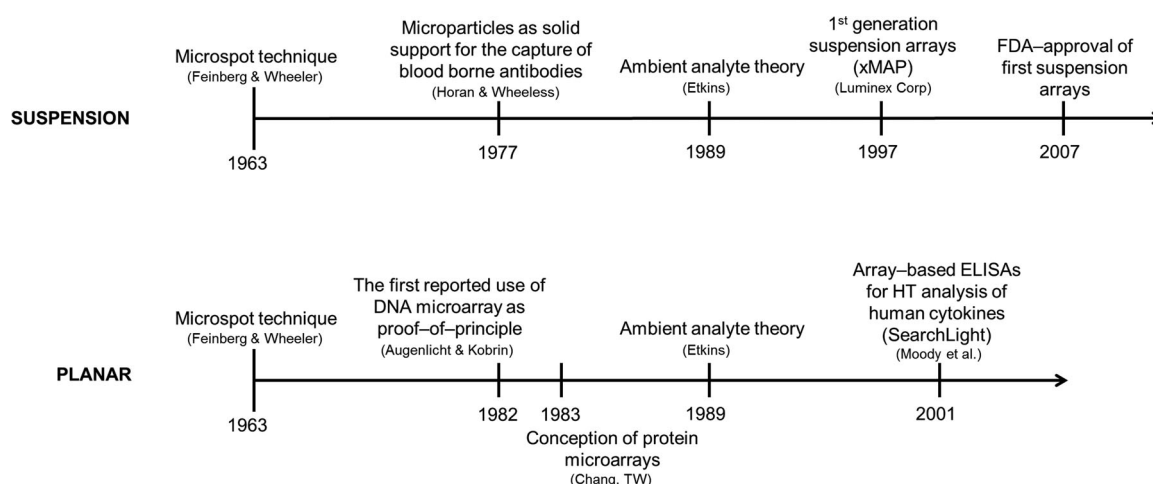 Microspot technique
(Feinberg & Wheeler)
Microparticles as solid
support for the capture of
blood borne antibodies
(Horan & Wheeless)
Ambient analyte theory
(Etkins)
1st generation
suspension arrays
(xMAP)
(Luminex Corp)
FDA–approval of
first suspension
arrays
SUSPENSION
1963
1977
1989
1997
2007
Microspot technique
(Feinberg & Wheeler)
The first reported use of
DNA microarray as
proof–of–principle
(Augenlicht & Kobrin)
Ambient analyte theory
(Etkins)
Array–based ELISAs
for HT analysis of
human cytokines
(SearchLight)
(Moody et al.)
PLANAR
1963
1982
1983
1989
2001
Conception of protein
microarrays
(Chang, TW)